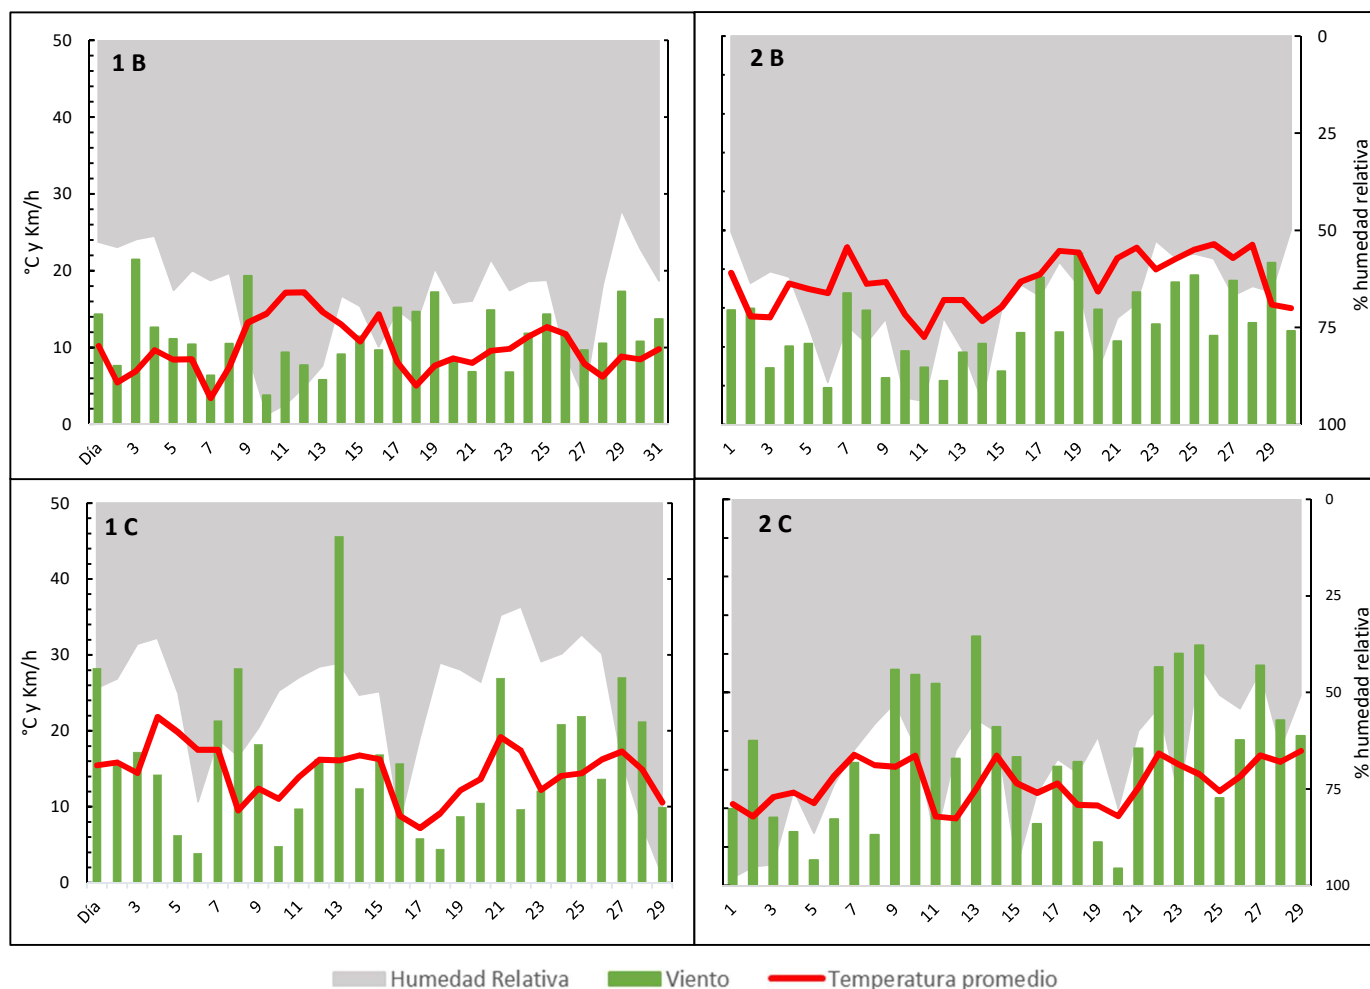 1 B
50
40
30
20
10
0
°C y Km/h
Día 3 5 7 9 11 13 15 17 19 21 23 25 27 29 31
2 B
0
25
50
75
100
% humedad relativa
1 3 5 7 9 11 13 15 17 19 21 23 25 27 29
1 C
50
40
30
20
10
0
°C y Km/h
Día 3 5 7 9 11 13 15 17 19 21 23 25 27 29
2 C
0
25
50
75
100
% humedad relativa
1 3 5 7 9 11 13 15 17 19 21 23 25 27 29
Humedad Relativa Viento Temperatura promedio